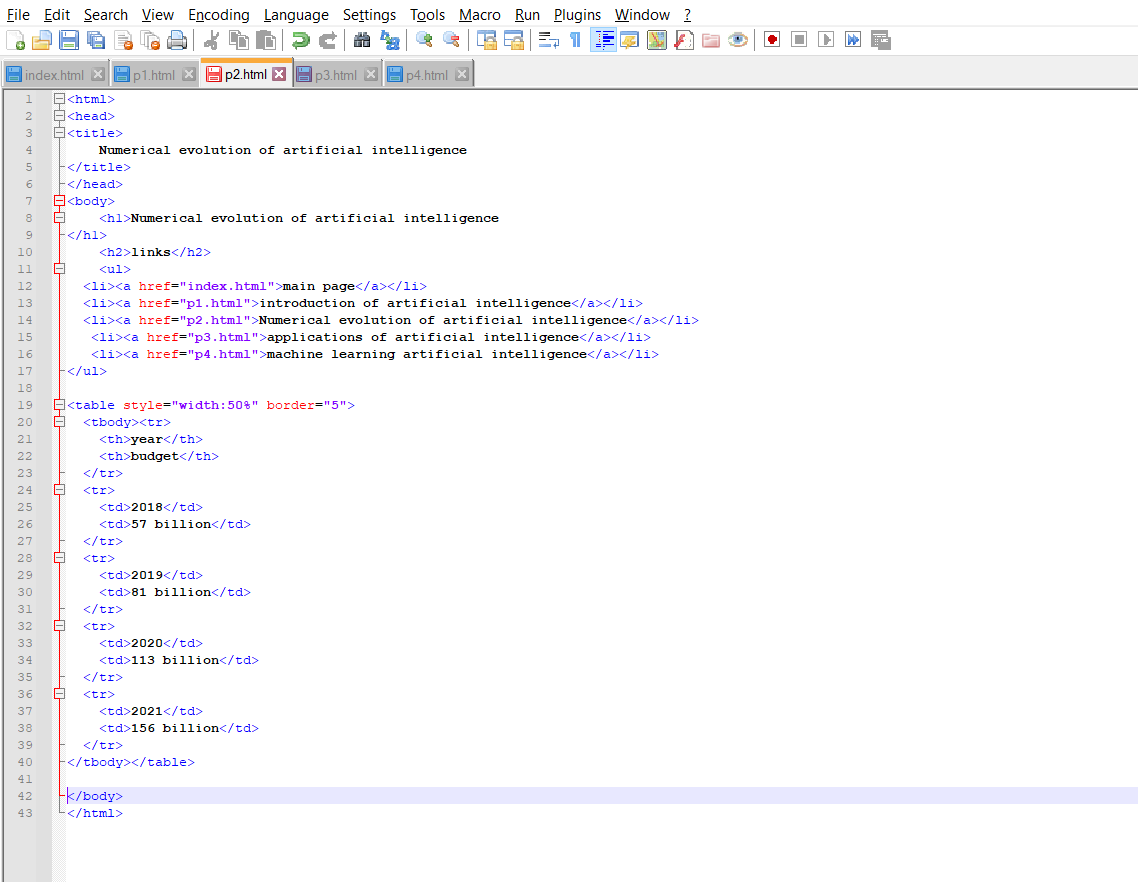 File Edit Search View Encoding Language Settings Tools Macro Run Plugins Window ?
index.html p1.html p2.html p3.html p4.html
1 <html>
2 <head>
3 <title>
4 Numerical evolution of artificial intelligence
5 </title>
6 </head>
7 <body>
8 <h1>Numerical evolution of artificial intelligence
9 </h1>
10 <h2>links</h2>
11 <ul>
12 <li><a href="index.html">main page</a></li>
13 <li><a href="p1.html">introduction of artificial intelligence</a></li>
14 <li><a href="p2.html">Numerical evolution of artificial intelligence</a></li>
15 <li><a href="p3.html">applications of artificial intelligence</a></li>
16 <li><a href="p4.html">machine learning artificial intelligence</a></li>
17 </ul>
18
19 <table style="width:50%" border="5">
20 <tbody><tr>
21 <th>year</th>
22 <th>budget</th>
23 </tr>
24 <tr>
25 <td>2018</td>
26 <td>57 billion</td>
27 </tr>
28 <tr>
29 <td>2019</td>
30 <td>81 billion</td>
31 </tr>
32 <tr>
33 <td>2020</td>
34 <td>113 billion</td>
35 </tr>
36 <tr>
37 <td>2021</td>
38 <td>156 billion</td>
39 </tr>
40 </tbody></table>
41
42 </body>
43 </html>